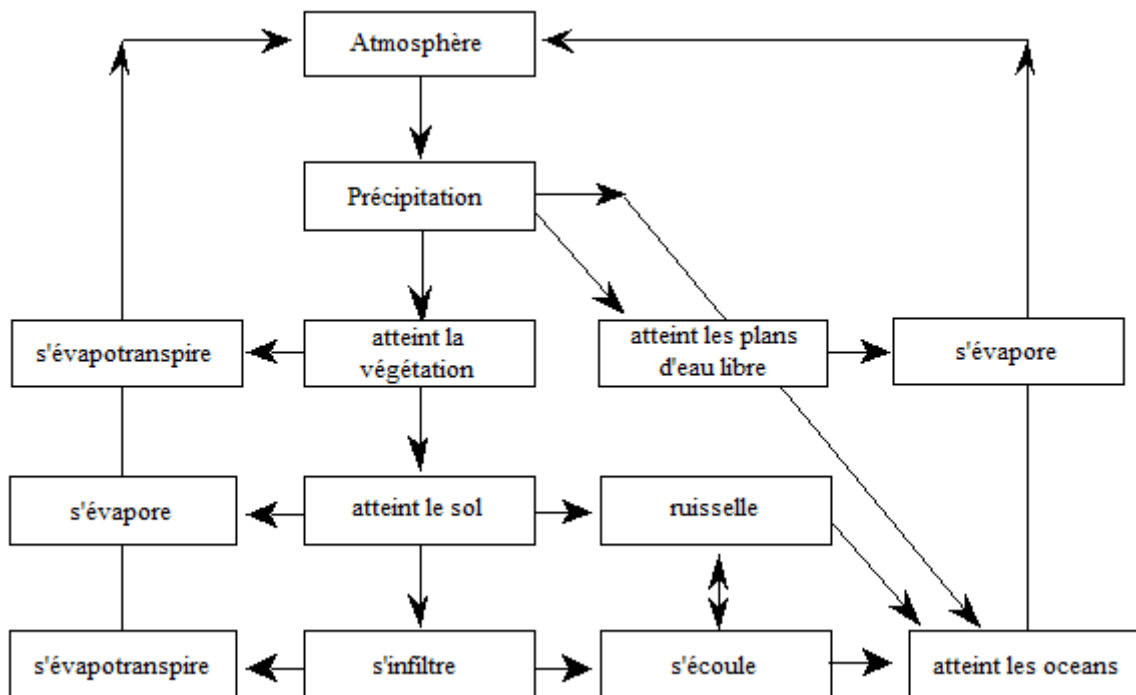 Atmosphère
Précipitation
s'évapotranspire
atteint la
végétation
atteint les plans
d'eau libre
s'évapore
s'évapore
atteint le sol
ruisselle
s'évapotranspire
s'infiltre
s'écoule
atteint les oceans